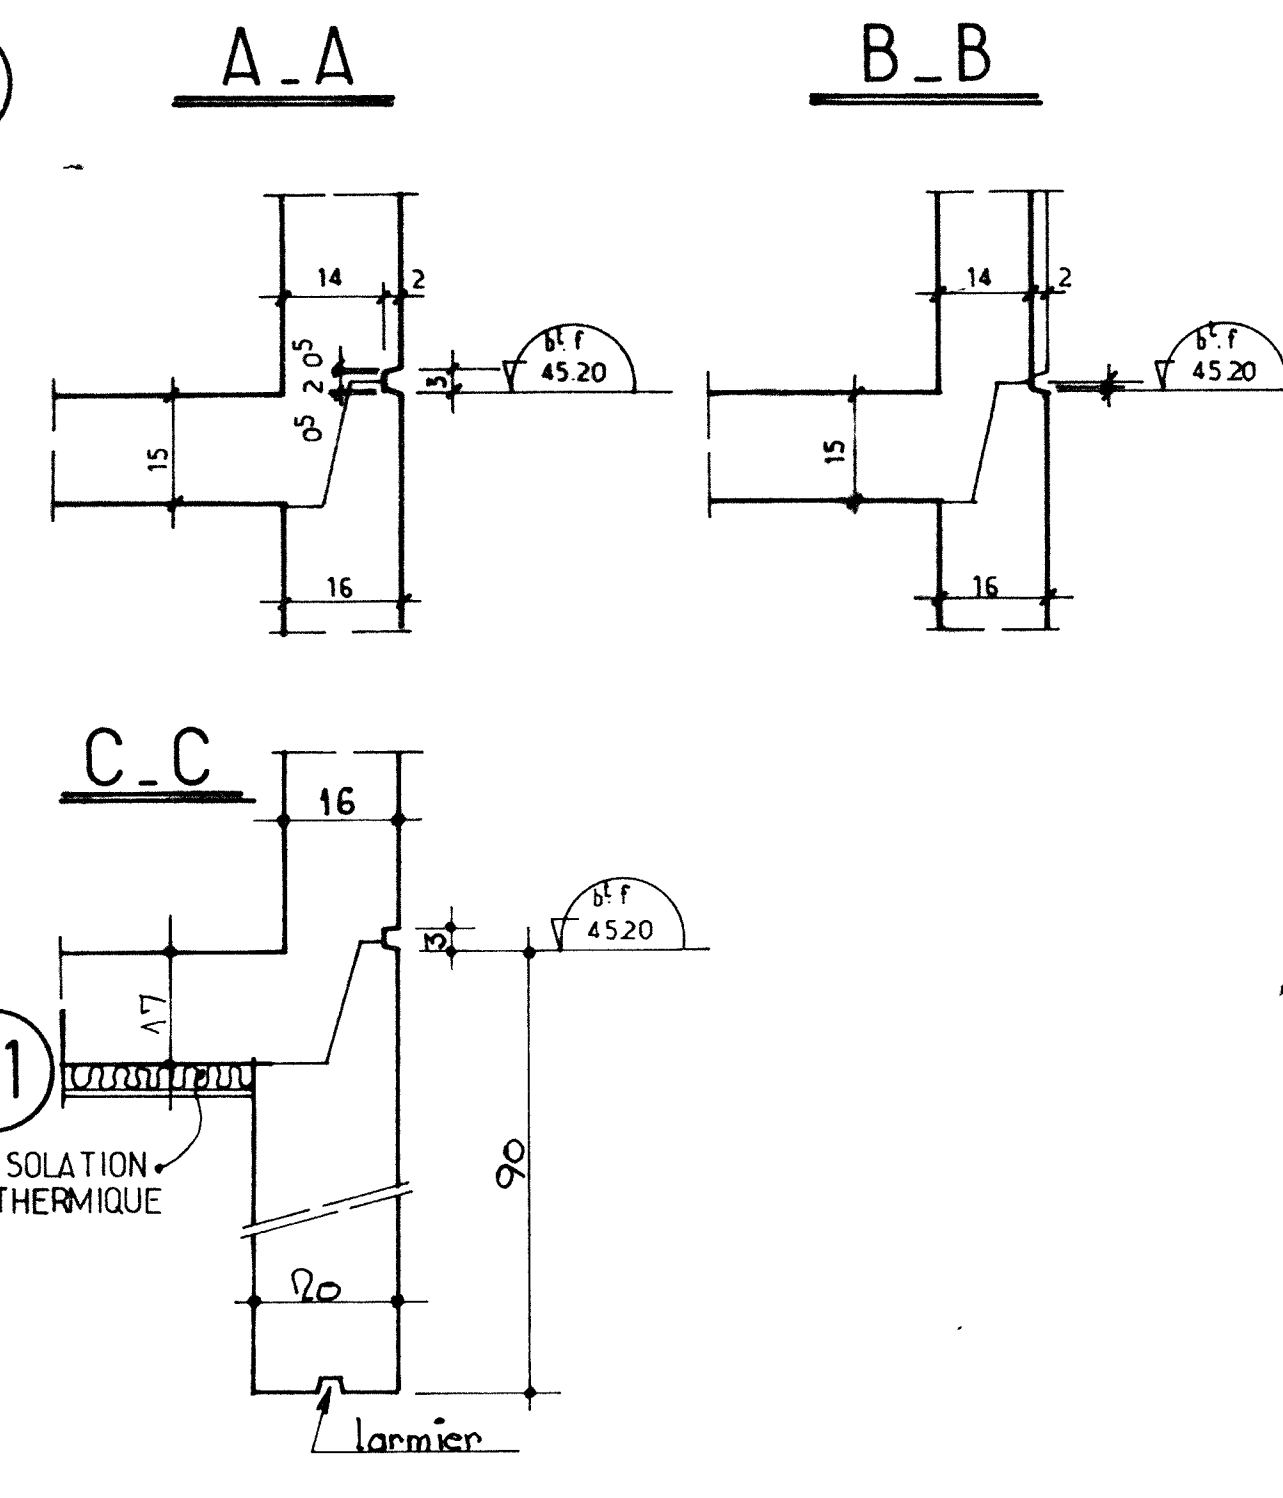 A_A
B_B
14
2
14
2
0⁵
2
0⁵
3
bᵗ. f
45.20
bᵗ. f
45.20
15
15
16
16
C_C
16
3
bᵗ. f
45.20
17
1
SOLATION
THERMIQUE
90
20
larmier